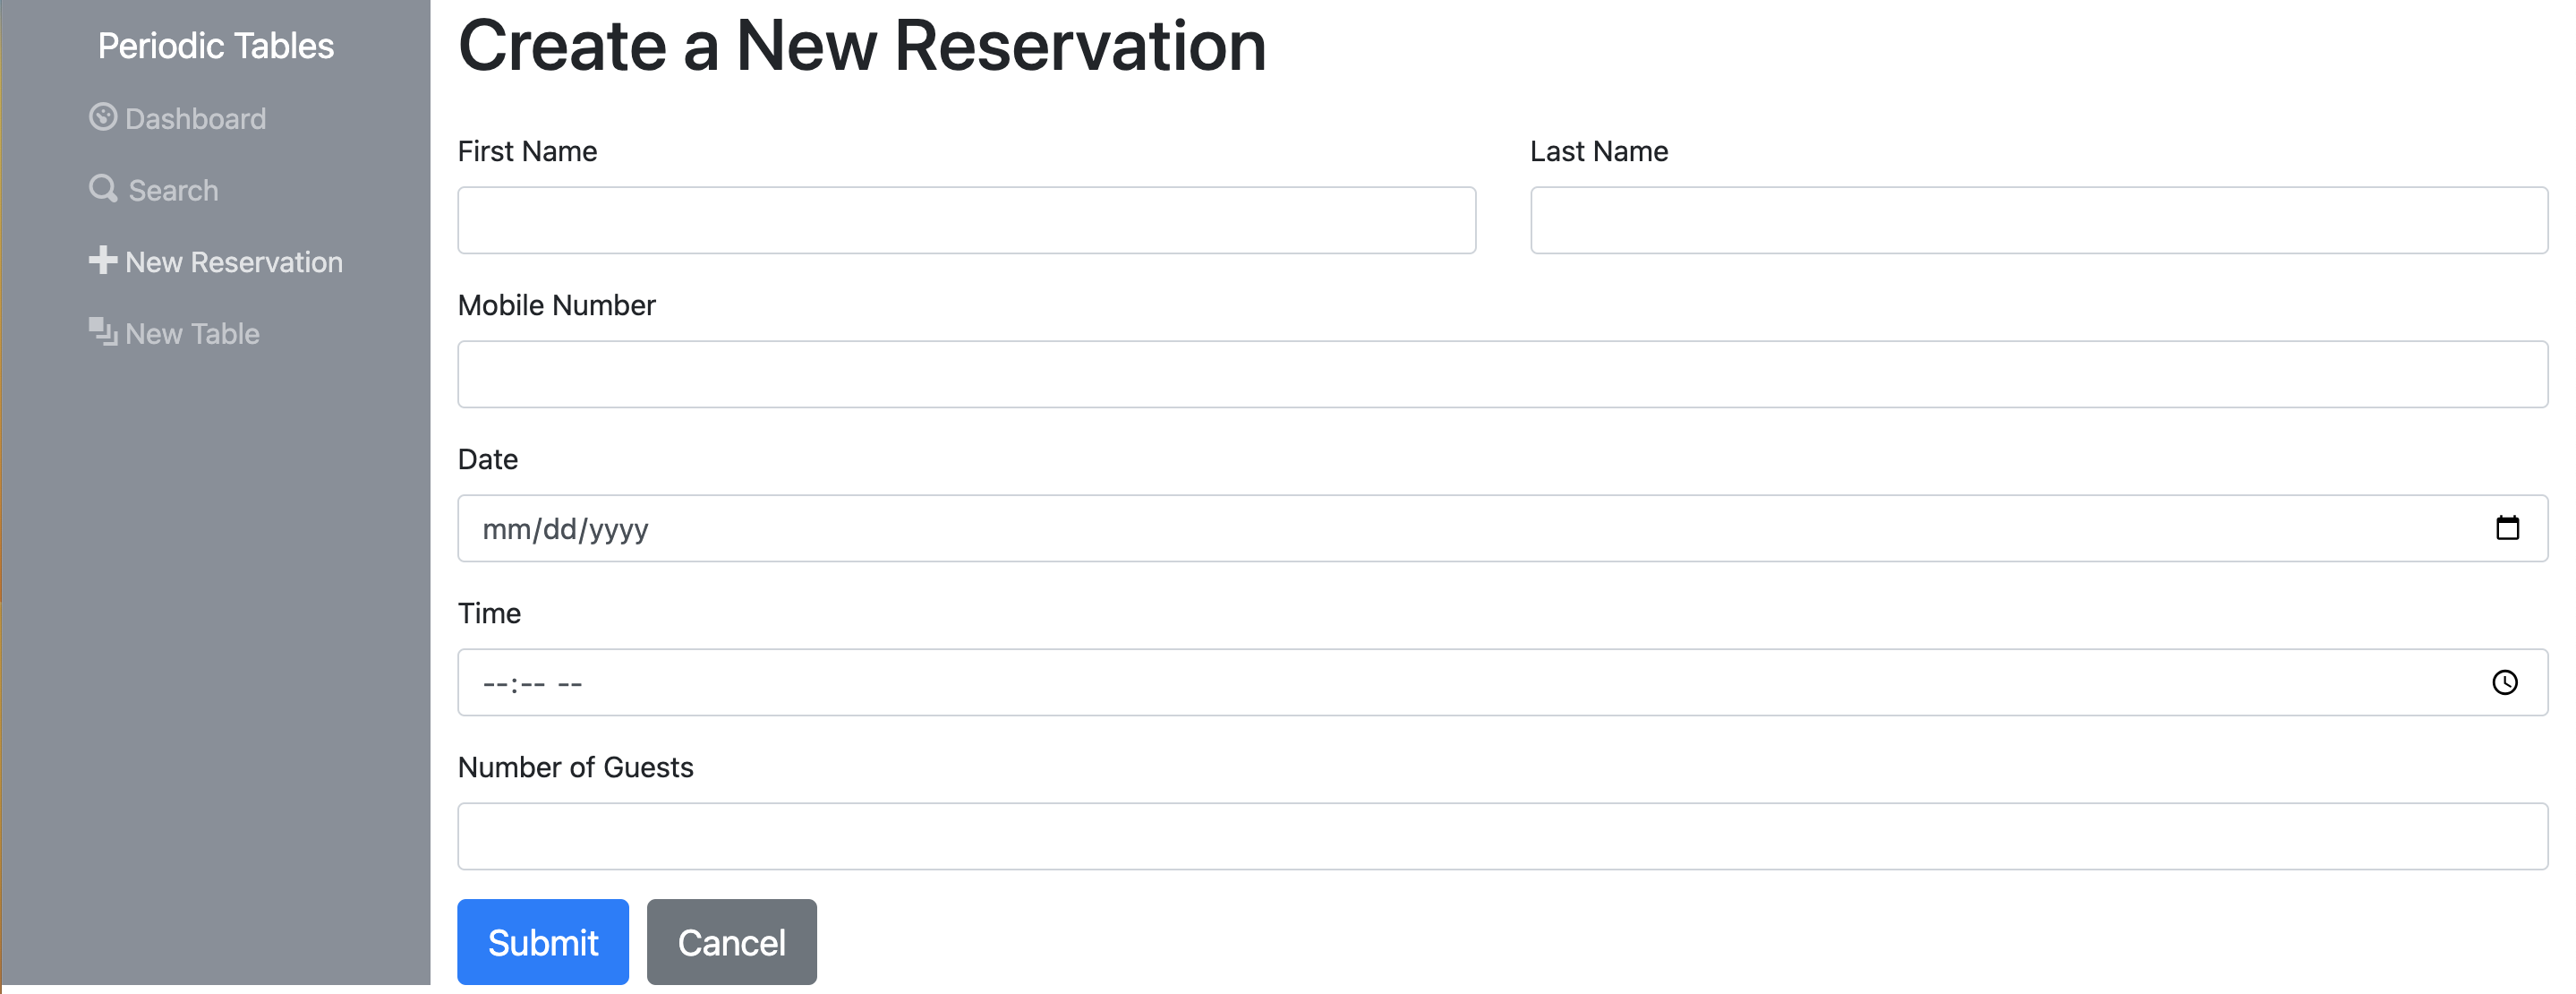 Periodic Tables
Dashboard
Search
New Reservation
New Table
Create a New Reservation
First Name
Last Name
Mobile Number
Date
mm/dd/yyyy
Time
--:-- --
Number of Guests
Submit
Cancel